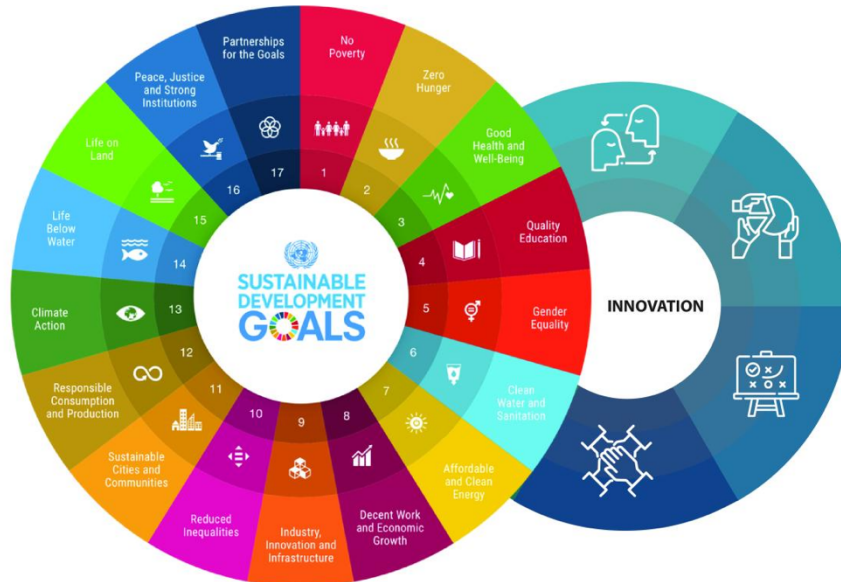 No
Poverty
1
Zero
Hunger
2
Good
Health and
Well-Being
3
Quality
Education
4
Gender
Equality
5
Clean
Water and
Sanitation
6
Affordable
and Clean
Energy
7
Decent Work
and Economic
Growth
8
Industry,
Innovation and
Infrastructure
9
Reduced
Inequalities
10
Sustainable
Cities and
Communities
11
Responsible
Consumption
and Production
12
Climate
Action
13
Life
Below
Water
14
Life on
Land
15
Peace, Justice
and Strong
Institutions
16
Partnerships
for the Goals
17
SUSTAINABLE
DEVELOPMENT
GOALS
INNOVATION